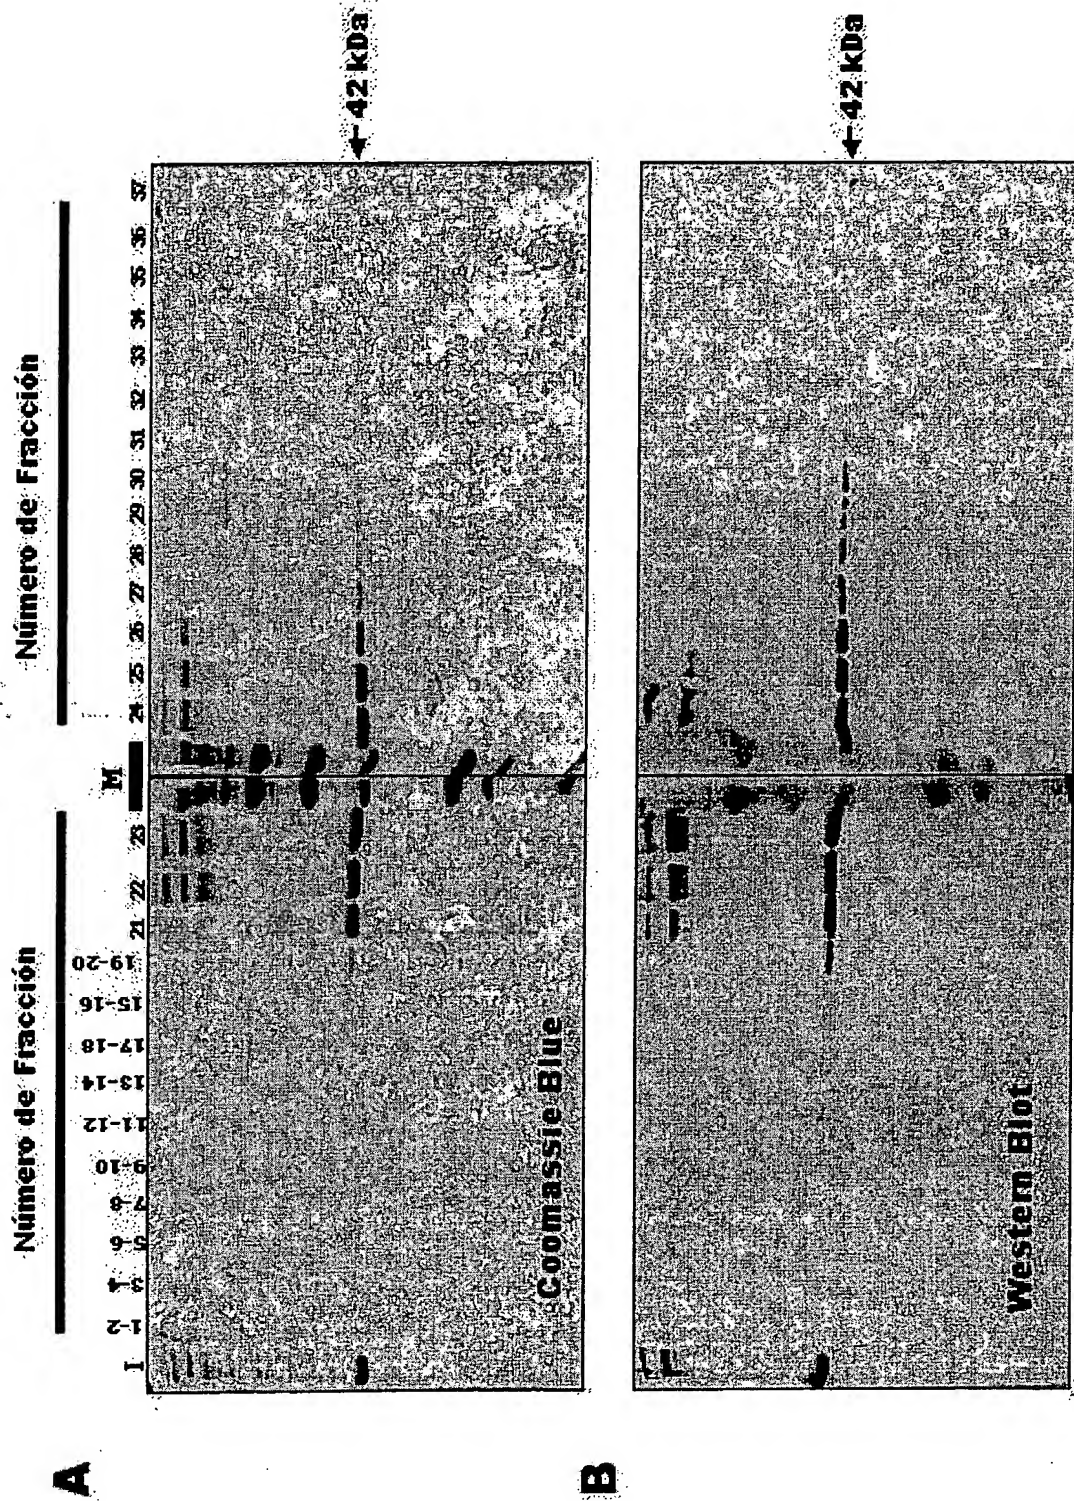 A
Número de Fracción
Número de Fracción
I 1-2 5-6 7-8 9-10 11-12 13-14 17-18 15-16 19-20 21 22 23 M 24 25 26 27 28 29 30 31 32 33 34 35 36 37
← 42 kDa
Coomassie Blue
B
← 42 kDa
Western Blot